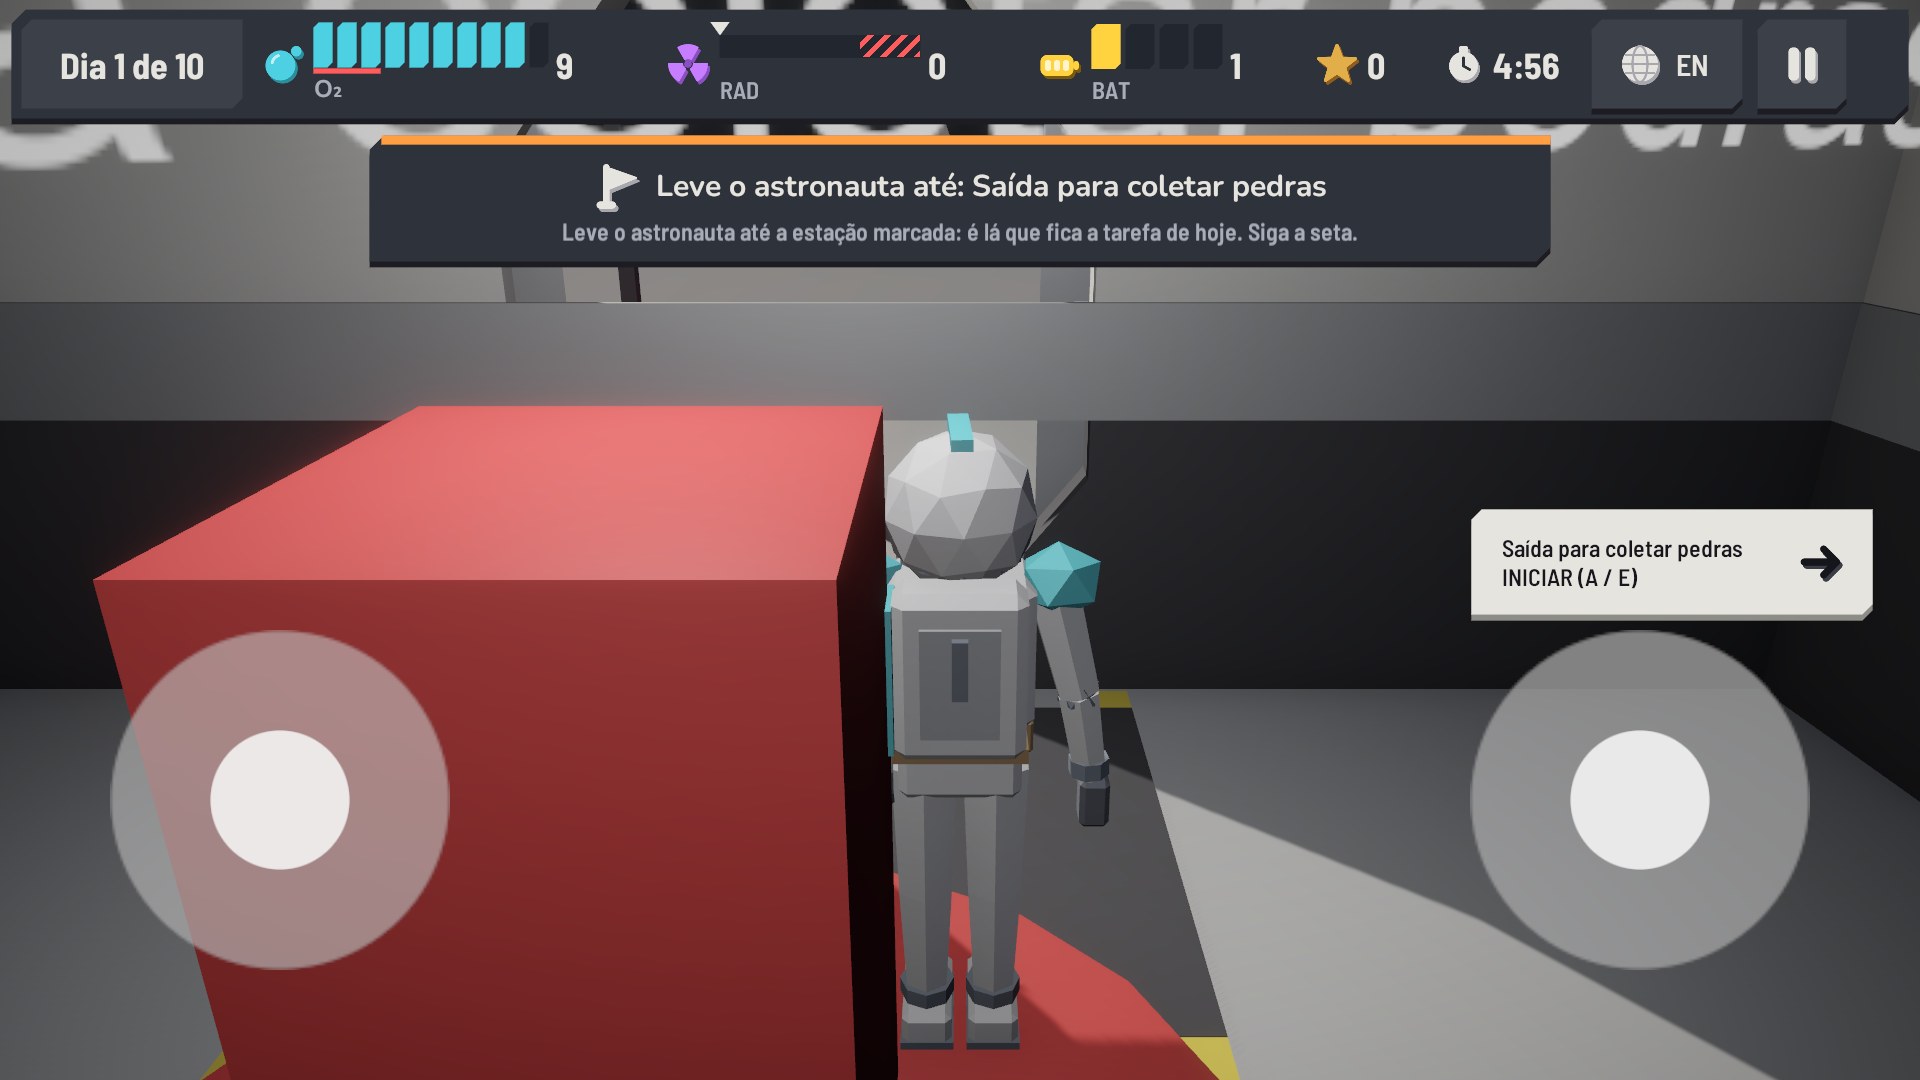 Dia 1 de 10
O₂
9
RAD
0
BAT
1
0
4:56
EN
Leve o astronauta até: Saída para coletar pedras
Leve o astronauta até a estação marcada: é lá que fica a tarefa de hoje. Siga a seta.
Saída para coletar pedras
INICIAR (A / E)